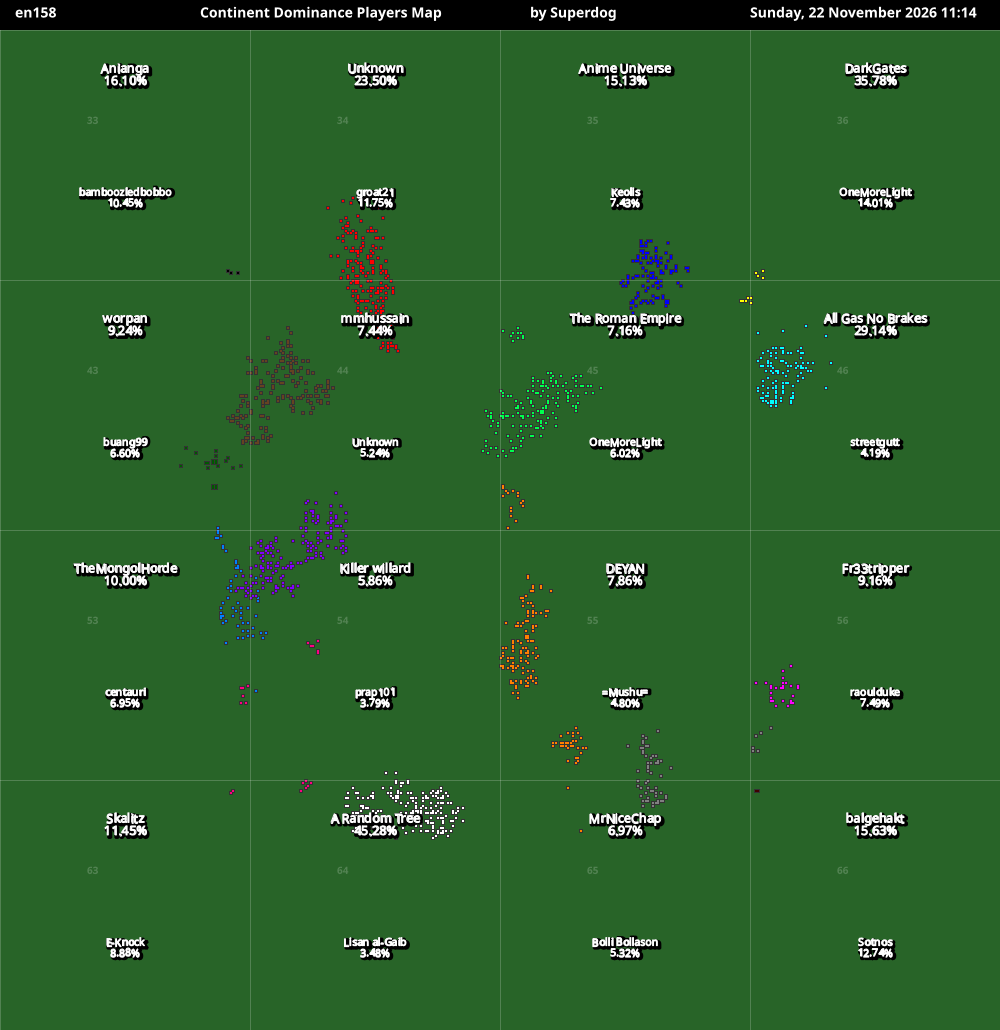 en158 Continent Dominance Players Map by Superdog Sunday, 22 November 2026 11:14
Anianga Unknown Anime Universe DarkGates
16.10% 23.50% 15.13% 35.78%
33 34 35 36
bamboozledbobbo groat21 Keolis OneMoreLight
10.45% 11.75% 7.43% 14.01%
worpan mmhussain The Roman Empire All Gas No Brakes
9.24% 7.44% 7.16% 29.14%
43 44 45 46
buang99 Unknown OneMoreLight streetgutt
6.60% 5.24% 6.02% 4.19%
TheMongolHorde Killer willard DEYAN Fr33tripper
10.00% 5.86% 7.86% 9.16%
53 54 55 56
centauri prap101 =Mushu= raoulduke
6.95% 3.79% 4.80% 7.49%
Skalitz A Random Tree MrNiceChap balgehakt
11.45% 45.28% 6.97% 15.63%
63 64 65 66
E-Knock Lisan al-Gaib Bolli Bollason Sotnos
8.88% 3.48% 5.32% 12.74%